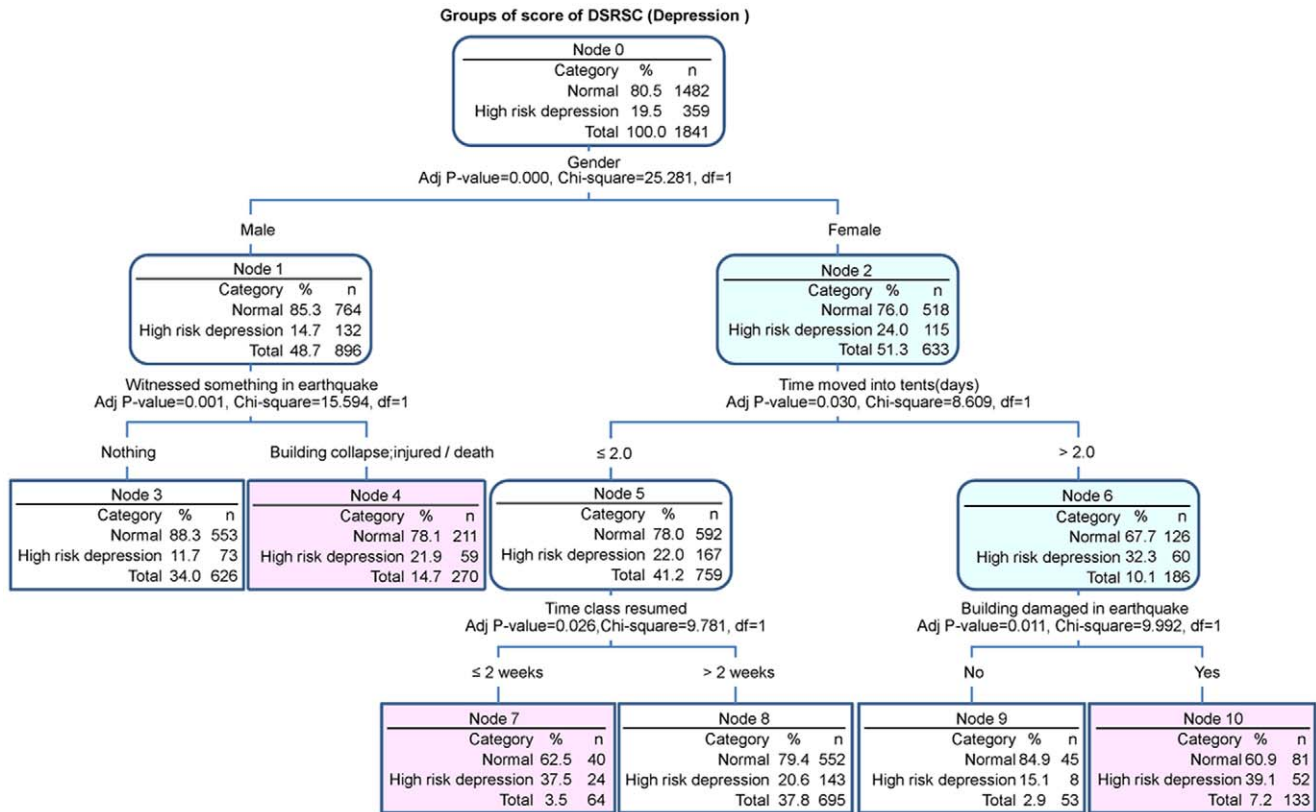 Groups of score of DSRSC (Depression )
Node 0
Category % n
Normal 80.5 1482
High risk depression 19.5 359
Total 100.0 1841
Gender
Adj P-value=0.000, Chi-square=25.281, df=1
Male
Female
Node 1
Category % n
Normal 85.3 764
High risk depression 14.7 132
Total 48.7 896
Node 2
Category % n
Normal 76.0 518
High risk depression 24.0 115
Total 51.3 633
Witnessed something in earthquake
Adj P-value=0.001, Chi-square=15.594, df=1
Time moved into tents(days)
Adj P-value=0.030, Chi-square=8.609, df=1
Nothing
Building collapse;injured / death
≤ 2.0
> 2.0
Node 3
Category % n
Normal 88.3 553
High risk depression 11.7 73
Total 34.0 626
Node 4
Category % n
Normal 78.1 211
High risk depression 21.9 59
Total 14.7 270
Node 5
Category % n
Normal 78.0 592
High risk depression 22.0 167
Total 41.2 759
Node 6
Category % n
Normal 67.7 126
High risk depression 32.3 60
Total 10.1 186
Time class resumed
Adj P-value=0.026,Chi-square=9.781, df=1
Building damaged in earthquake
Adj P-value=0.011, Chi-square=9.992, df=1
≤ 2 weeks
> 2 weeks
No
Yes
Node 7
Category % n
Normal 62.5 40
High risk depression 37.5 24
Total 3.5 64
Node 8
Category % n
Normal 79.4 552
High risk depression 20.6 143
Total 37.8 695
Node 9
Category % n
Normal 84.9 45
High risk depression 15.1 8
Total 2.9 53
Node 10
Category % n
Normal 60.9 81
High risk depression 39.1 52
Total 7.2 133